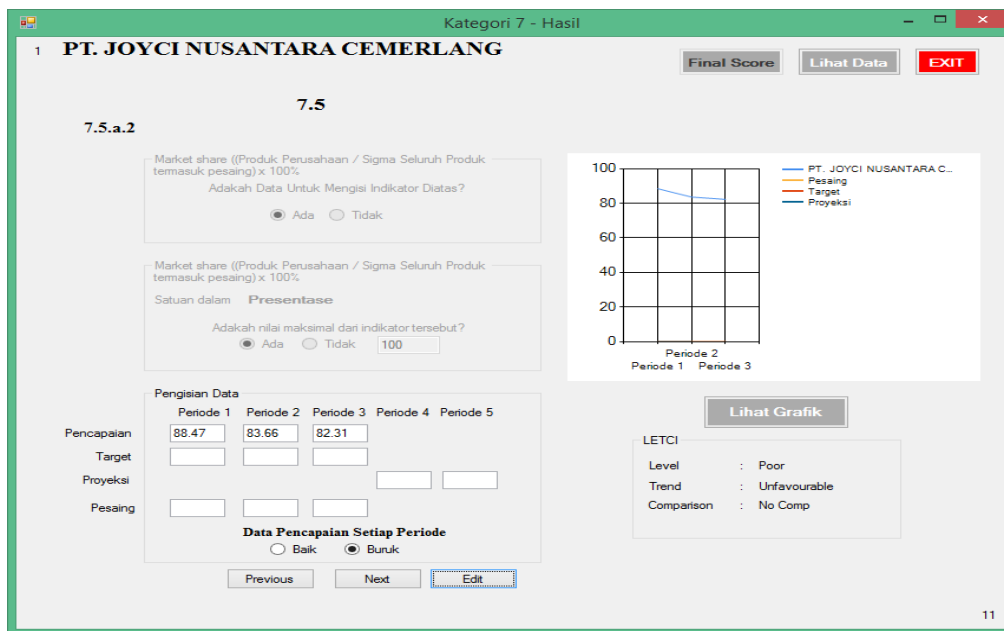 Kategori 7 - Hasil
1 PT. JOYCI NUSANTARA CEMERLANG
Final Score Lihat Data EXIT
7.5
7.5.a.2
Market share ((Produk Perusahaan / Sigma Seluruh Produk
termasuk pesaing) x 100%
Adakah Data Untuk Mengisi Indikator Diatas?
Ada Tidak
Market share ((Produk Perusahaan / Sigma Seluruh Produk
termasuk pesaing) x 100%
Satuan dalam Presentase
Adakah nilai maksimal dari indikator tersebut?
Ada Tidak 100
Pengisian Data
Periode 1 Periode 2 Periode 3 Periode 4 Periode 5
Pencapaian 88.47 83.66 82.31
Target
Proyeksi
Pesaing
Data Pencapaian Setiap Periode
Baik Buruk
Previous Next Edit
100
80
60
40
20
0
Periode 2
Periode 1 Periode 3
PT. JOYCI NUSANTARA C...
Pesaing
Target
Proyeksi
Lihat Grafik
LETCI
Level : Poor
Trend : Unfavourable
Comparison : No Comp
11